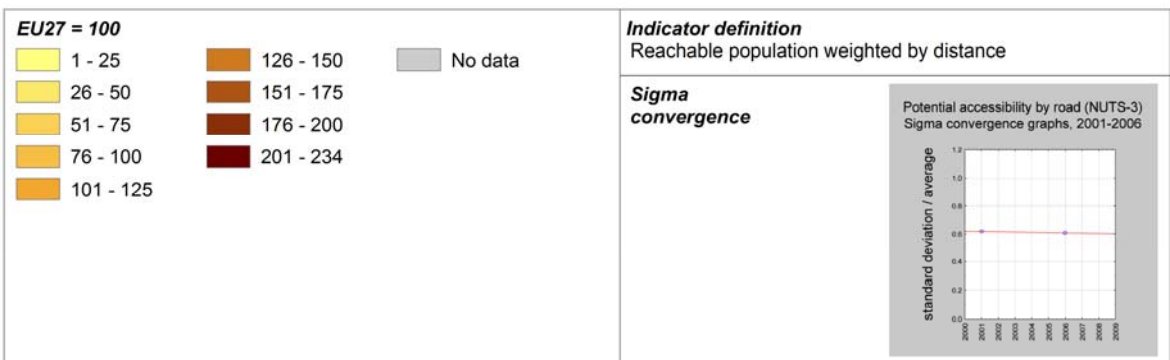 EU27 = 100
1 - 25
26 - 50
51 - 75
76 - 100
101 - 125
126 - 150
151 - 175
176 - 200
201 - 234
No data
Indicator definition
Reachable population weighted by distance
Sigma
convergence
Potential accessibility by road (NUTS-3)
Sigma convergence graphs, 2001-2006
standard deviation / average
1.2
1.0
0.8
0.6
0.4
0.2
0.0
2000
2001
2002
2003
2004
2005
2006
2007
2008
2009